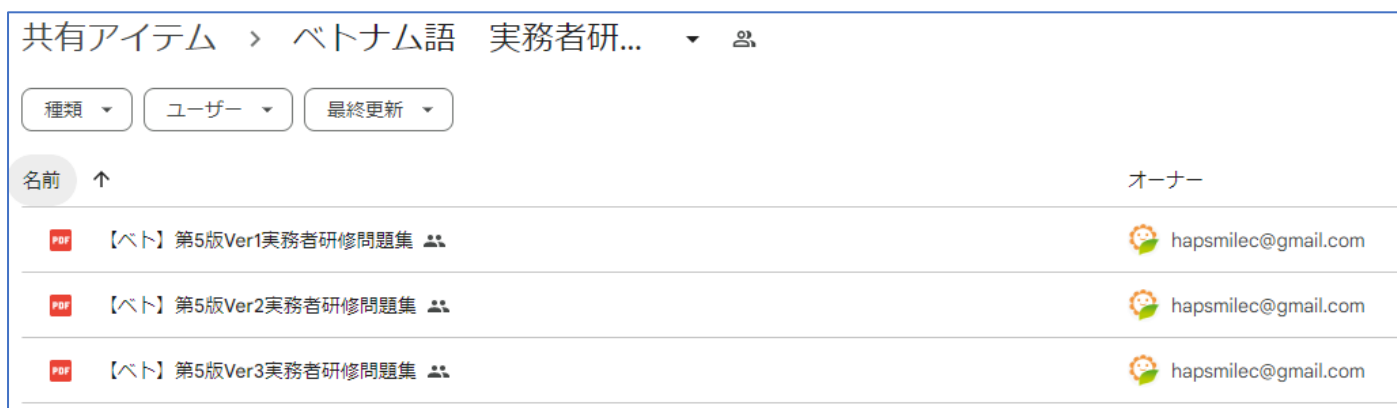 共有アイテム > ベトナム語　実務者研...
種類 ユーザー 最終更新
名前 オーナー
PDF 【ベト】第5版Ver1実務者研修問題集 hapsmilec@gmail.com
PDF 【ベト】第5版Ver2実務者研修問題集 hapsmilec@gmail.com
PDF 【ベト】第5版Ver3実務者研修問題集 hapsmilec@gmail.com